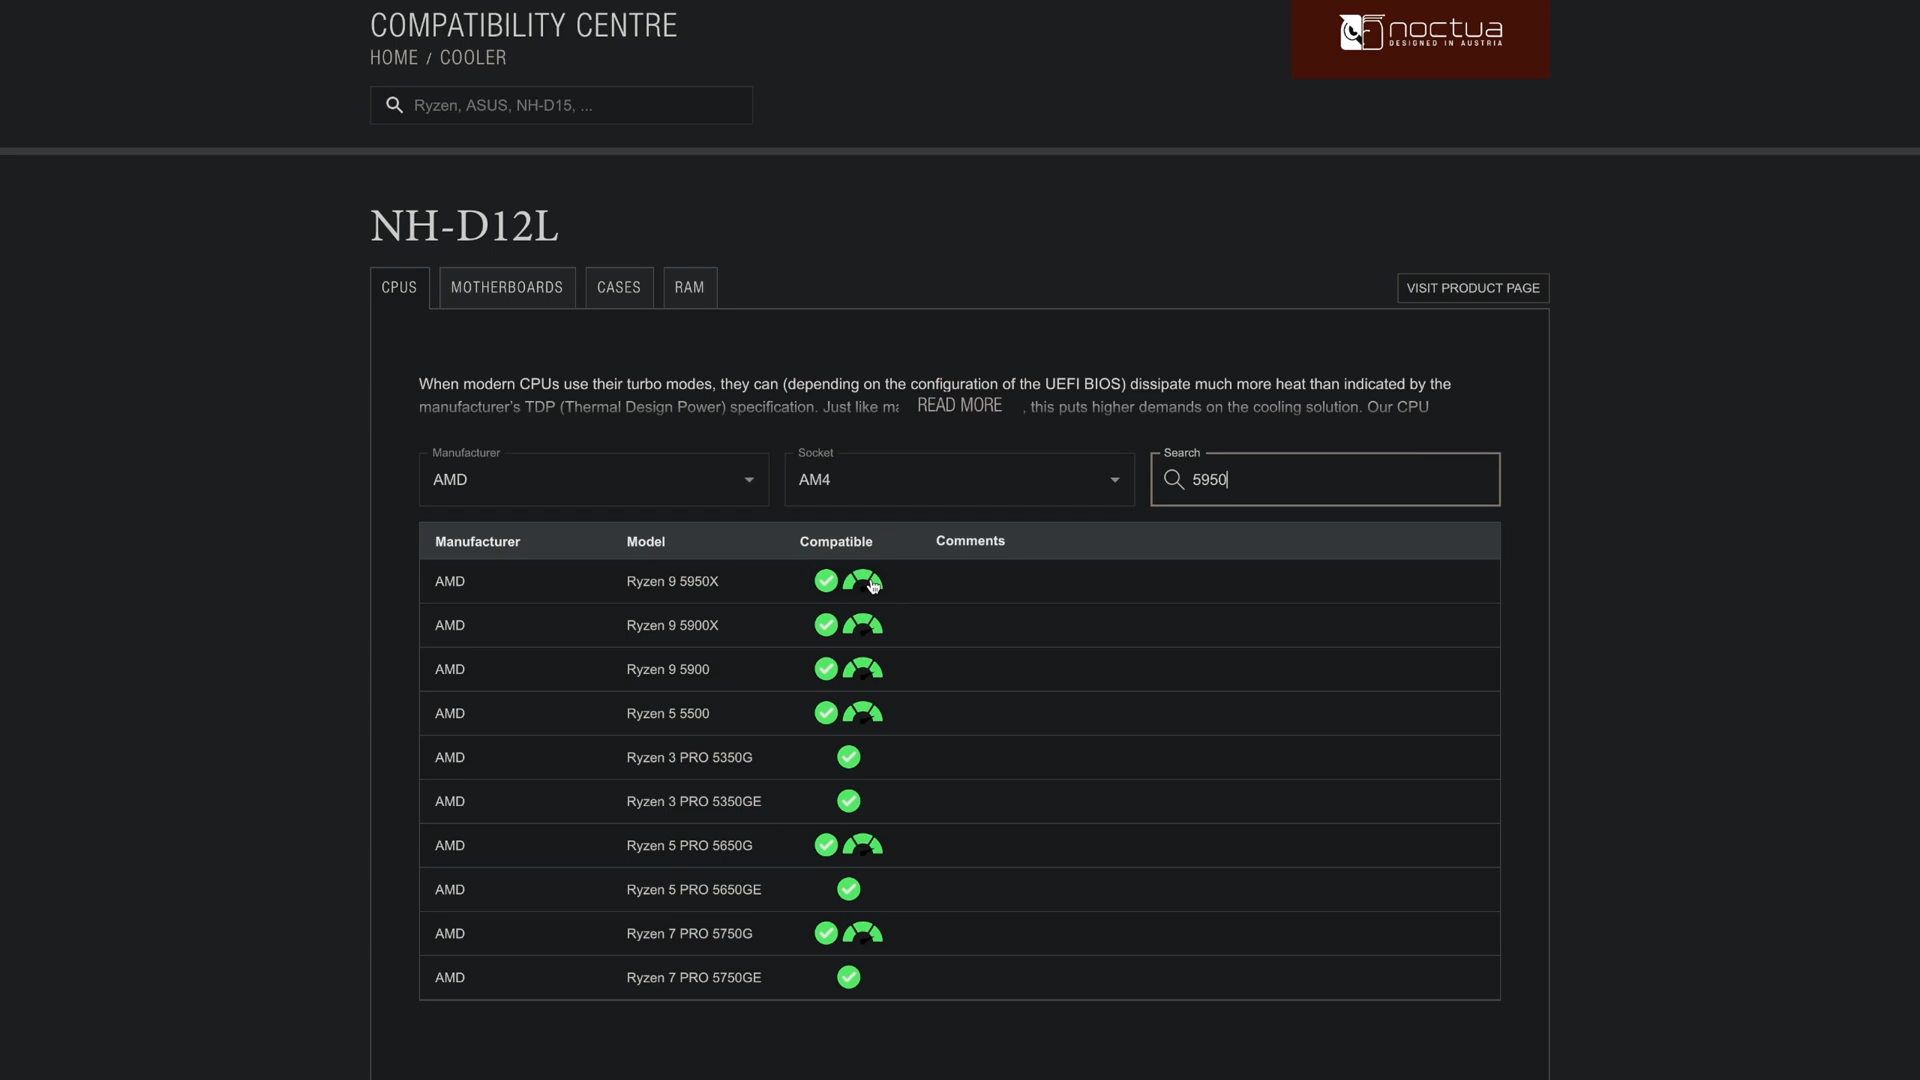 COMPATIBILITY CENTRE
noctua
DESIGNED IN AUSTRIA
HOME / COOLER
Ryzen, ASUS, NH-D15, ...
NH-D12L
CPUS MOTHERBOARDS CASES RAM VISIT PRODUCT PAGE
When modern CPUs use their turbo modes, they can (depending on the configuration of the UEFI BIOS) dissipate much more heat than indicated by the
manufacturer's TDP (Thermal Design Power) specification. Just like READ MORE , this puts higher demands on the cooling solution. Our CPU
Manufacturer Socket Search
AMD AM4 5950
Manufacturer Model Compatible Comments
AMD Ryzen 9 5950X
AMD Ryzen 9 5900X
AMD Ryzen 9 5900
AMD Ryzen 5 5500
AMD Ryzen 3 PRO 5350G
AMD Ryzen 3 PRO 5350GE
AMD Ryzen 5 PRO 5650G
AMD Ryzen 5 PRO 5650GE
AMD Ryzen 7 PRO 5750G
AMD Ryzen 7 PRO 5750GE